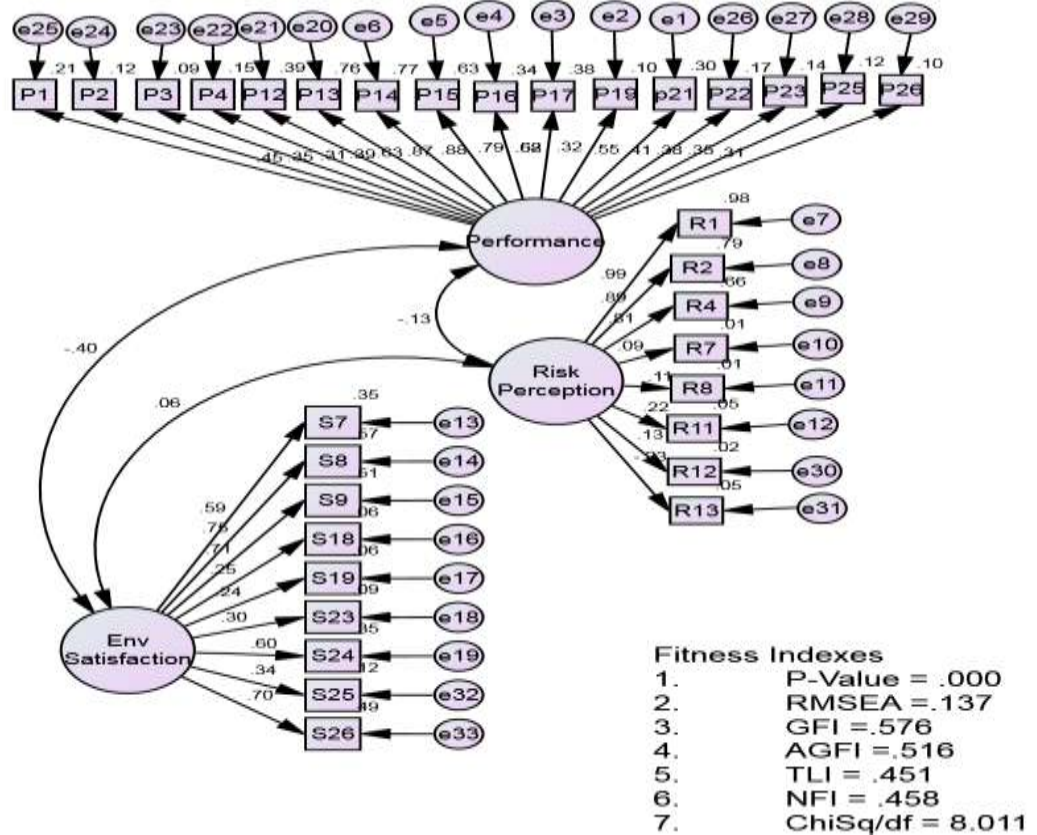 e25 e24 e23 e22 e21 e20 e6 e5 e4 e3 e2 e1 e26 e27 e28 e29
.21 .12 .09 .15 .39 .76 .77 .63 .34 .38 .10 .30 .17 .14 .12 .10
P1 P2 P3 P4 P12 P13 P14 P15 P16 P17 P19 p21 P22 P23 P25 P26
.45 .35 .31 .39 .63 .87 .88 .79 .32 .55 .41 .38 .35 .31
Performance
.98
R1 e7
.79
.99
R2 e8
.66
.89
R4 e9
.81
.01
-.13
.09
R7 e10
.01
Risk
Perception
.11
R8 e11
.05
.22
R11 e12
.02
.13
R12 e30
.05
R13 e31
-.40
.06
.35
S7 e13
.57
S8 e14
.51
S9 e15
.06
.59
S18 e16
.06
.75
.71
S19 e17
.09
.25
.24
S23 e18
.35
.30
S24 e19
.12
.60
.34
S25 e32
.49
.70
S26 e33
Env
Satisfaction
Fitness Indexes
1. P-Value = .000
2. RMSEA =.137
3. GFI =.576
4. AGFI =.516
5. TLI = .451
6. NFI = .458
7. ChiSq/df = 8.011